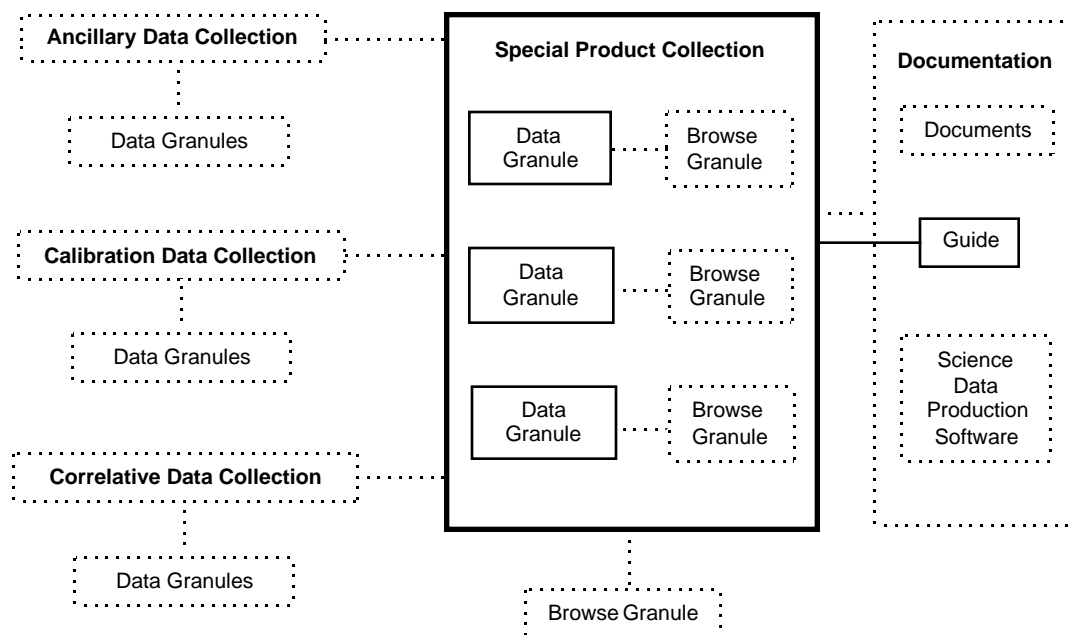 Ancillary Data Collection
Data Granules
Calibration Data Collection
Data Granules
Correlative Data Collection
Data Granules
Special Product Collection
Data
Granule
Browse
Granule
Data
Granule
Browse
Granule
Data
Granule
Browse
Granule
Browse Granule
Documentation
Documents
Guide
Science
Data
Production
Software